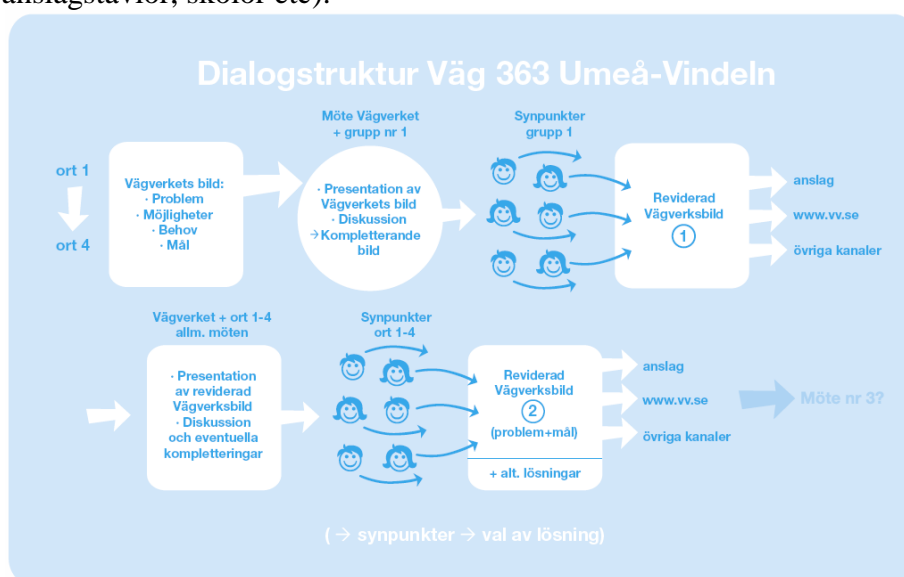 anslagstavlor, skolor etc).
Dialogstruktur Väg 363 Umeå-Vindeln
ort 1
ort 4
Vägverkets bild:
· Problem
· Möjligheter
· Behov
· Mål
Möte Vägverket
+ grupp nr 1
· Presentation av
Vägverkets bild
· Diskussion
→Kompletterande
bild
Synpunkter
grupp 1
Reviderad
Vägverksbild
1
anslag
www.vv.se
övriga kanaler
Vägverket + ort 1-4
allm. möten
· Presentation
av reviderad
Vägverksbild
· Diskussion
och eventuella
kompletteringar
Synpunkter
ort 1-4
Reviderad
Vägverksbild
2
(problem+mål)
+ alt. lösningar
anslag
www.vv.se
övriga kanaler
Möte nr 3?
( → synpunkter → val av lösning)